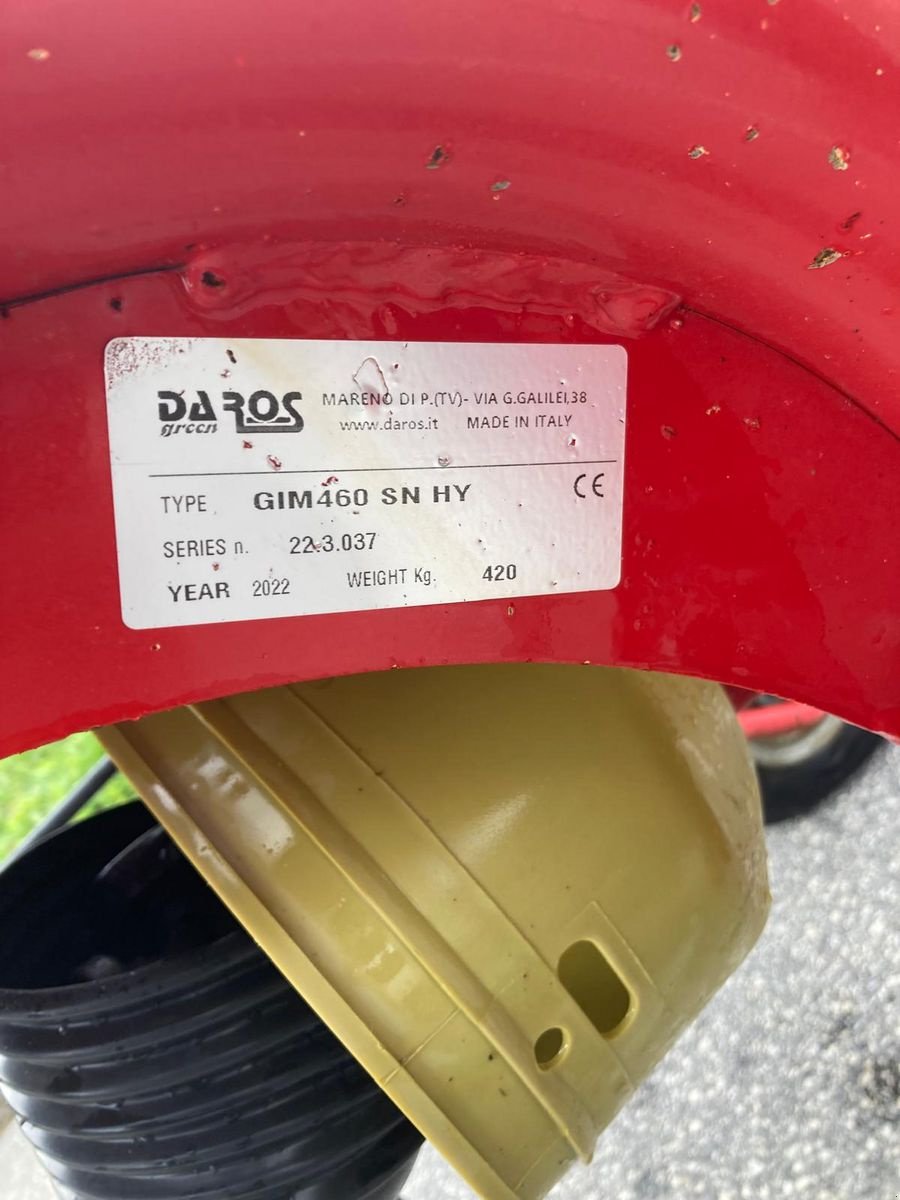 DAROS green MARENO DI P.(TV)- VIA G.GALILEI,38
www.daros.it MADE IN ITALY
TYPE GIM460 SN HY CE
SERIES n. 22.3.037
YEAR 2022 WEIGHT Kg. 420